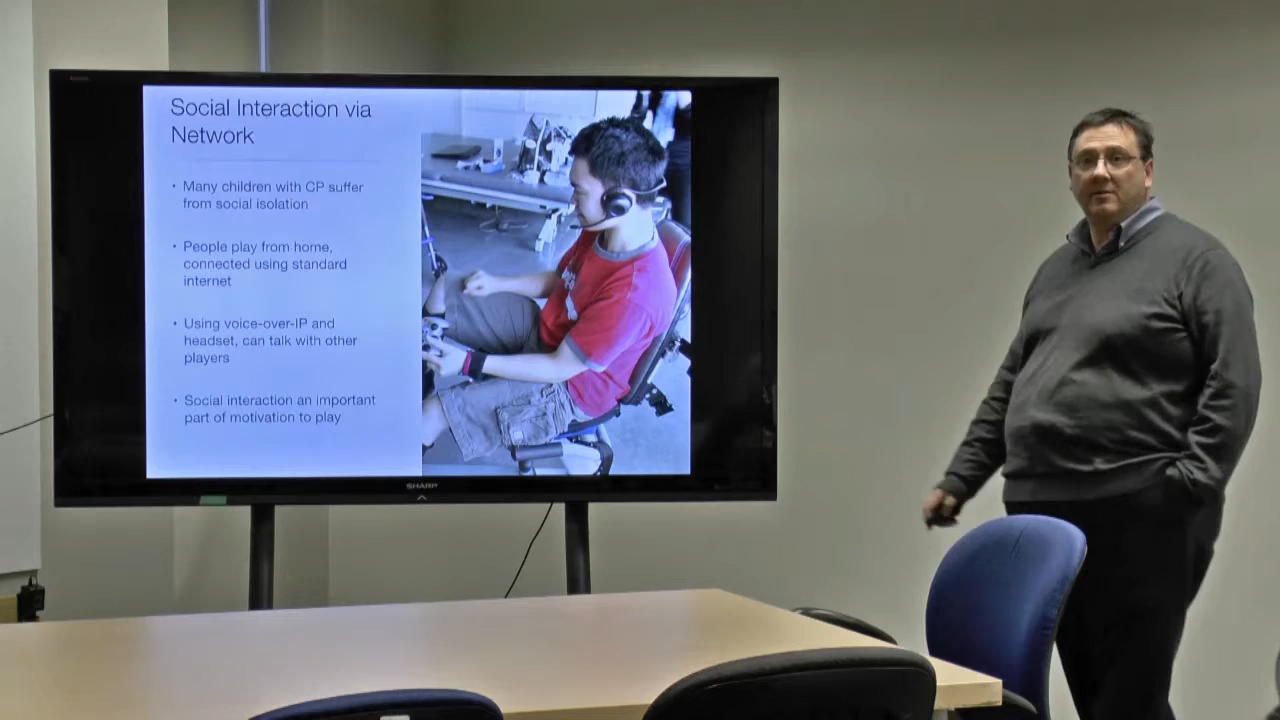 Social Interaction via
Network
• Many children with CP suffer
from social isolation
• People play from home,
connected using standard
internet
• Using voice-over-IP and
headset, can talk with other
players
• Social interaction an important
part of motivation to play
SHARP